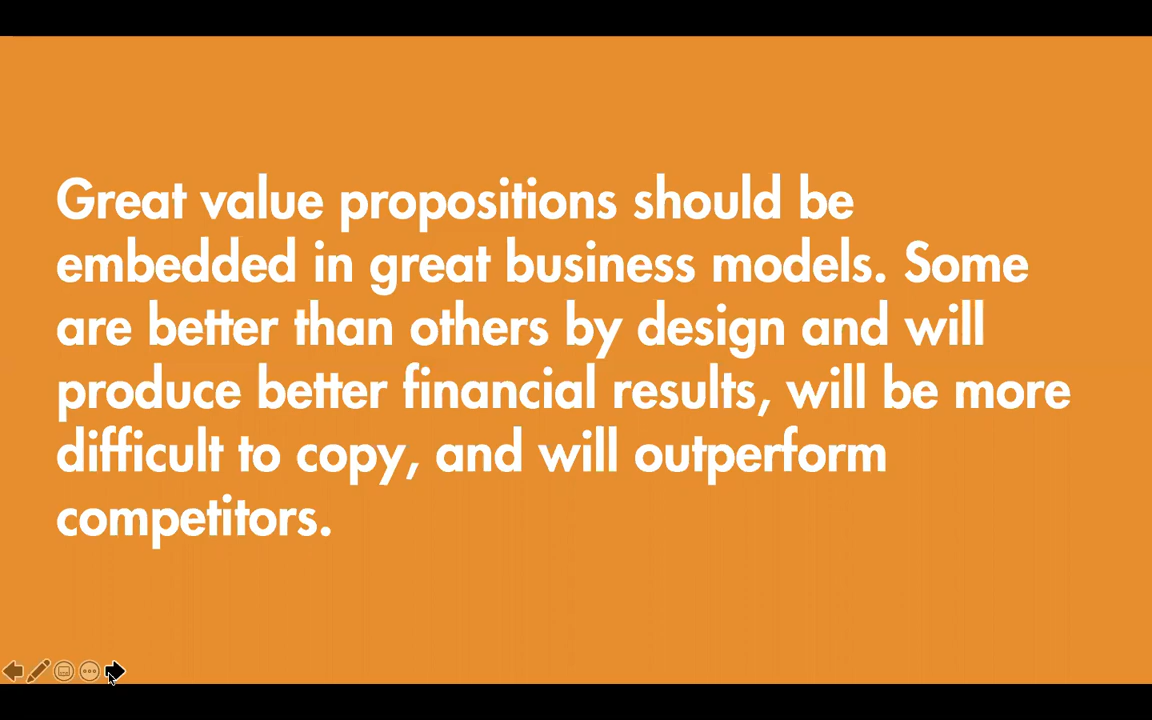 Great value propositions should be
embedded in great business models. Some
are better than others by design and will
produce better financial results, will be more
difficult to copy, and will outperform
competitors.